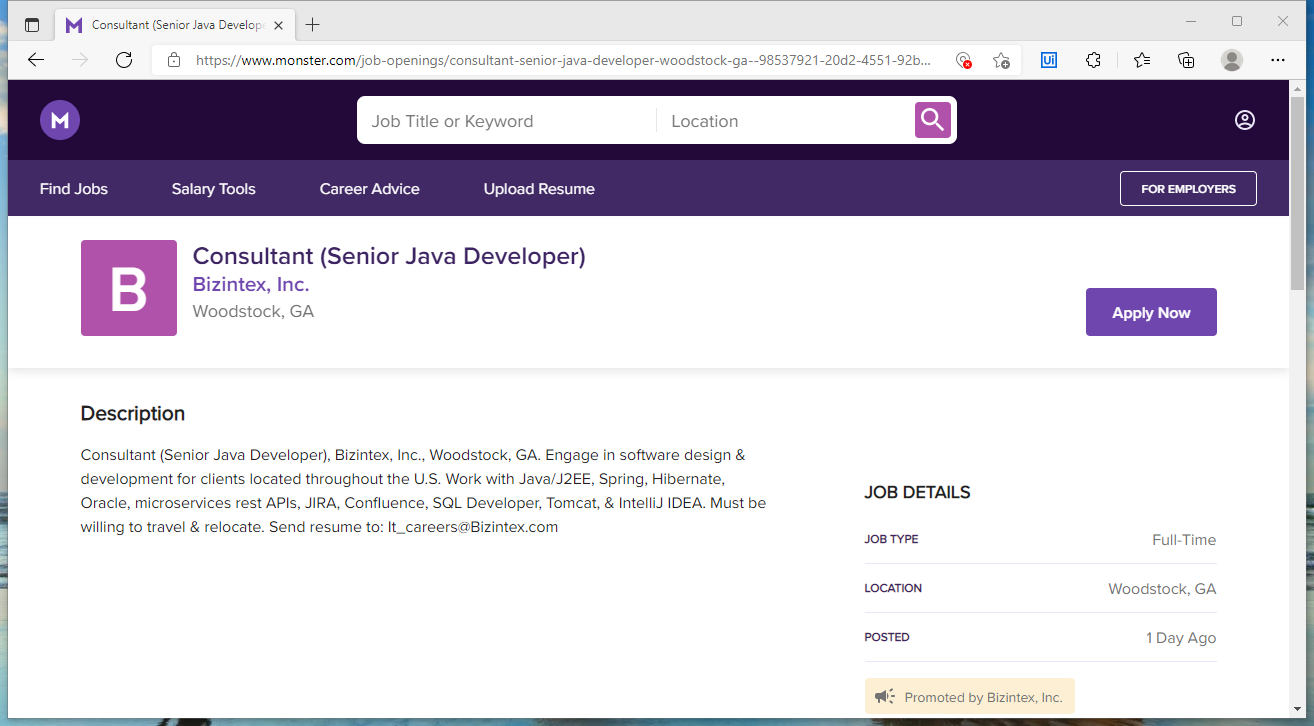 Consultant (Senior Java Develope
https://www.monster.com/job-openings/consultant-senior-java-developer-woodstock-ga--98537921-20d2-4551-92b...
Ui
M
Job Title or Keyword
Location
Find Jobs
Salary Tools
Career Advice
Upload Resume
FOR EMPLOYERS
B
Consultant (Senior Java Developer)
Bizintex, Inc.
Woodstock, GA
Apply Now
Description
Consultant (Senior Java Developer), Bizintex, Inc., Woodstock, GA. Engage in software design &
development for clients located throughout the U.S. Work with Java/J2EE, Spring, Hibernate,
Oracle, microservices rest APIs, JIRA, Confluence, SQL Developer, Tomcat, & IntelliJ IDEA. Must be
willing to travel & relocate. Send resume to: It_careers@Bizintex.com
JOB DETAILS
JOB TYPE
Full-Time
LOCATION
Woodstock, GA
POSTED
1 Day Ago
Promoted by Bizintex, Inc.